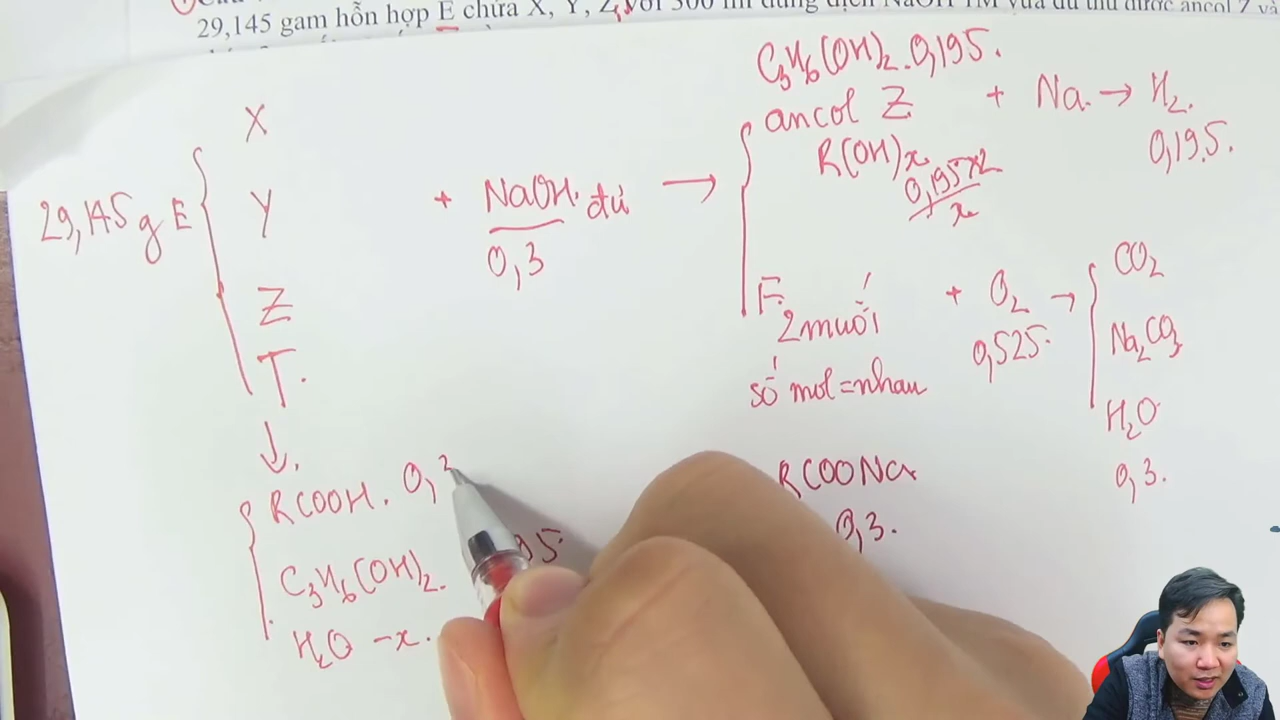 29,145 gam hỗn hợp E chứa X, Y, Z, với 300 ml dung dịch NaOH 1M vừa đủ thu được ancol Z và
C3H6(OH)2. 0,195.
X
ancol Z + Na → H2.
R(OH)x 0,195.
0,195x2
x
29,145 g E
Y
+ NaOH đủ →
0,3
Z
F. + O2 → CO2
2 muối 0,525.
Na2CO3
T.
số mol = nhau
H2O
0,3.
↓
RCOOH. 0,3
RCOONa
0,3.
C3H6(OH)2.
95.
H2O -x.